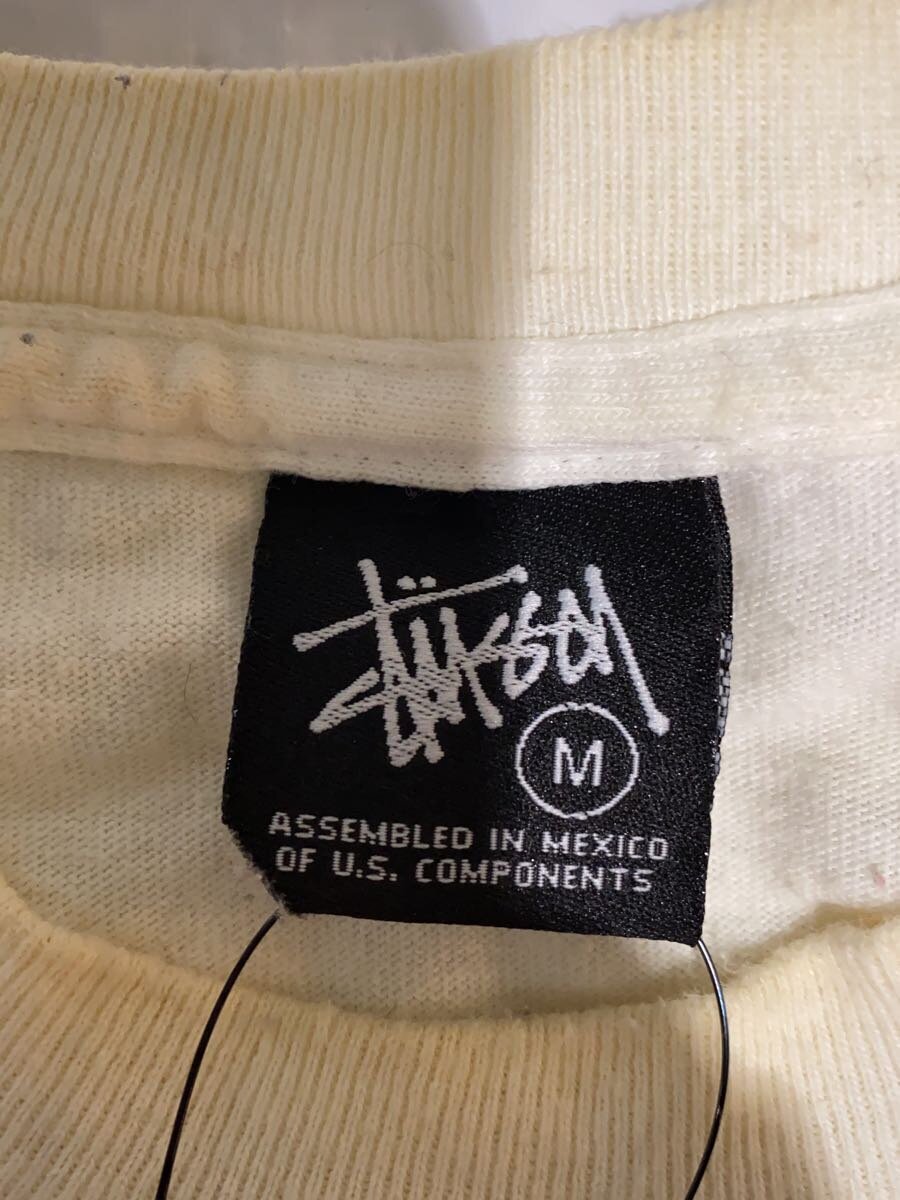 Stüssy
M
ASSEMBLED IN MEXICO
OF U.S. COMPONENTS